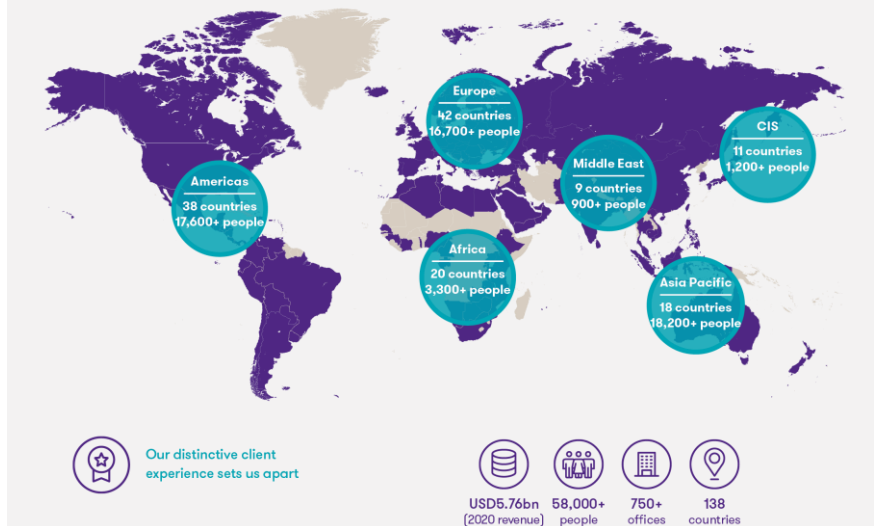 Europe
42 countries
16,700+ people
CIS
11 countries
1,200+ people
Middle East
9 countries
900+ people
Americas
38 countries
17,600+ people
Africa
20 countries
3,300+ people
Asia Pacific
18 countries
18,200+ people
Our distinctive client
experience sets us apart
USD5.76bn
(2020 revenue)
58,000+
people
750+
offices
138
countries